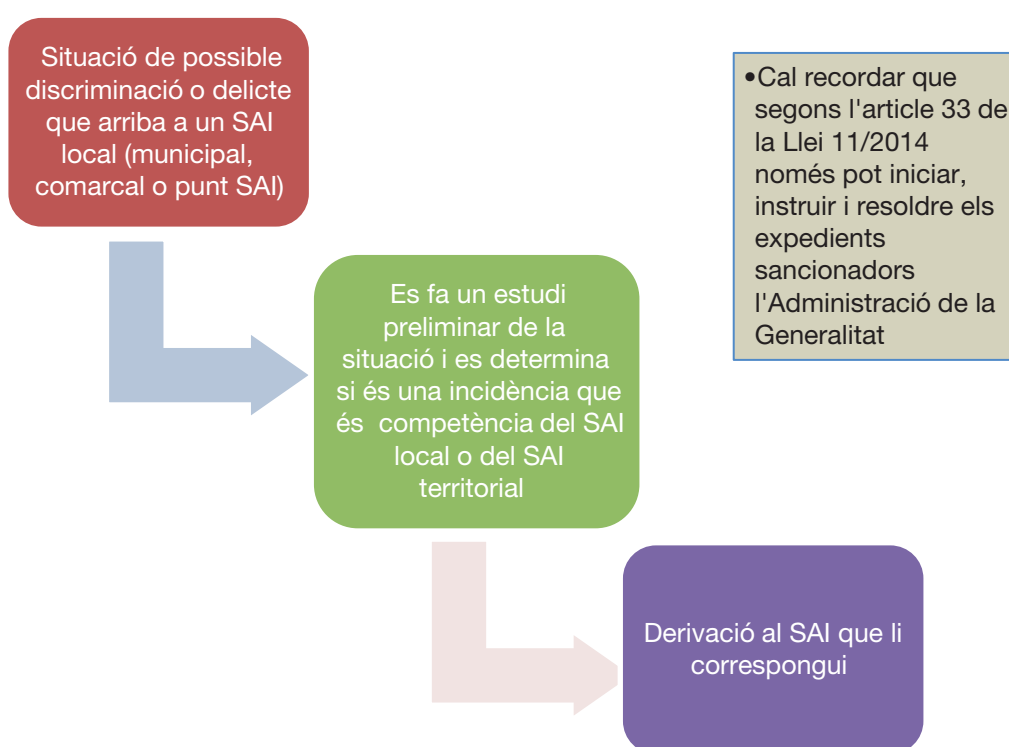 Situació de possible
discriminació o delicte
que arriba a un SAI
local (municipal,
comarcal o punt SAI)
•Cal recordar que
segons l'article 33 de
la Llei 11/2014
només pot iniciar,
instruir i resoldre els
expedients
sancionadors
l'Administració de la
Generalitat
Es fa un estudi
preliminar de la
situació i es determina
si és una incidència que
és competència del SAI
local o del SAI
territorial
Derivació al SAI que li
correspongui